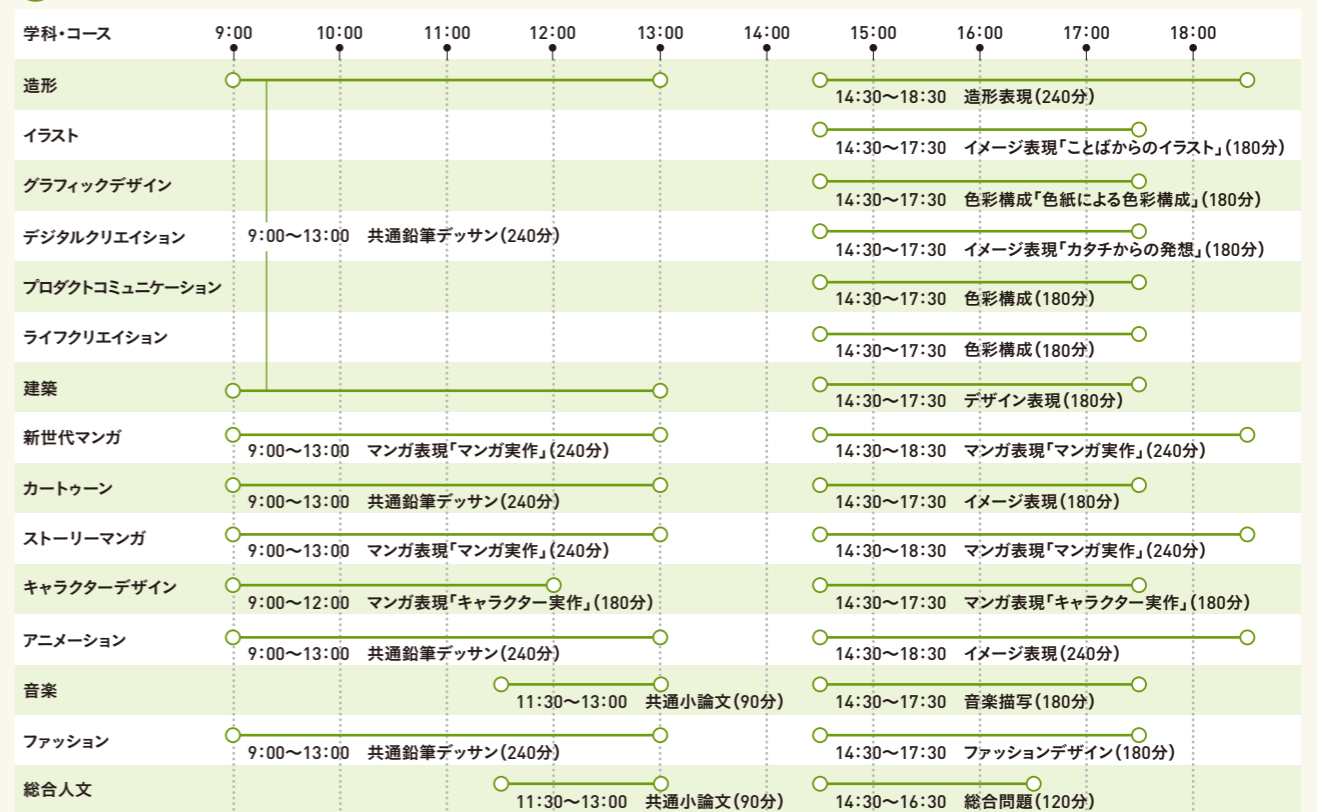 学科・コース 9:00 10:00 11:00 12:00 13:00 14:00 15:00 16:00 17:00 18:00
造形
14:30〜18:30 造形表現(240分)
イラスト
14:30〜17:30 イメージ表現「ことばからのイラスト」(180分)
グラフィックデザイン
14:30〜17:30 色彩構成「色紙による色彩構成」(180分)
デジタルクリエイション 9:00〜13:00 共通鉛筆デッサン(240分)
14:30〜17:30 イメージ表現「カタチからの発想」(180分)
プロダクトコミュニケーション
14:30〜17:30 色彩構成(180分)
ライフクリエイション
14:30〜17:30 色彩構成(180分)
建築
14:30〜17:30 デザイン表現(180分)
新世代マンガ
9:00〜13:00 マンガ表現「マンガ実作」(240分) 14:30〜18:30 マンガ表現「マンガ実作」(240分)
カートゥーン
9:00〜13:00 共通鉛筆デッサン(240分) 14:30〜17:30 イメージ表現(180分)
ストーリーマンガ
9:00〜13:00 マンガ表現「マンガ実作」(240分) 14:30〜18:30 マンガ表現「マンガ実作」(240分)
キャラクターデザイン
9:00〜12:00 マンガ表現「キャラクター実作」(180分) 14:30〜17:30 マンガ表現「キャラクター実作」(180分)
アニメーション
9:00〜13:00 共通鉛筆デッサン(240分) 14:30〜18:30 イメージ表現(240分)
音楽
11:30〜13:00 共通小論文(90分) 14:30〜17:30 音楽描写(180分)
ファッション
9:00〜13:00 共通鉛筆デッサン(240分) 14:30〜17:30 ファッションデザイン(180分)
総合人文
11:30〜13:00 共通小論文(90分) 14:30〜16:30 総合問題(120分)